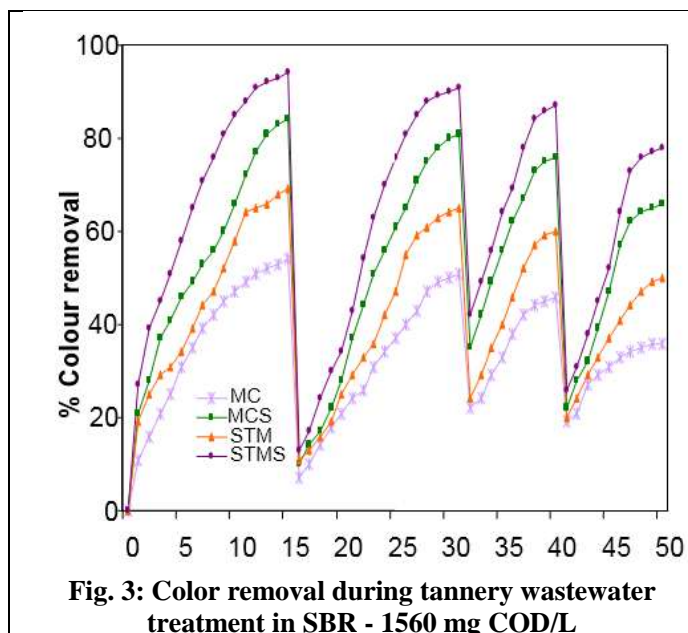 100
80
60
40
20
0
% Colour removal
MC
MCS
STM
STMS
0 5 10 15 20 25 30 35 40 45 50
Fig. 3: Color removal during tannery wastewater
treatment in SBR - 1560 mg COD/L